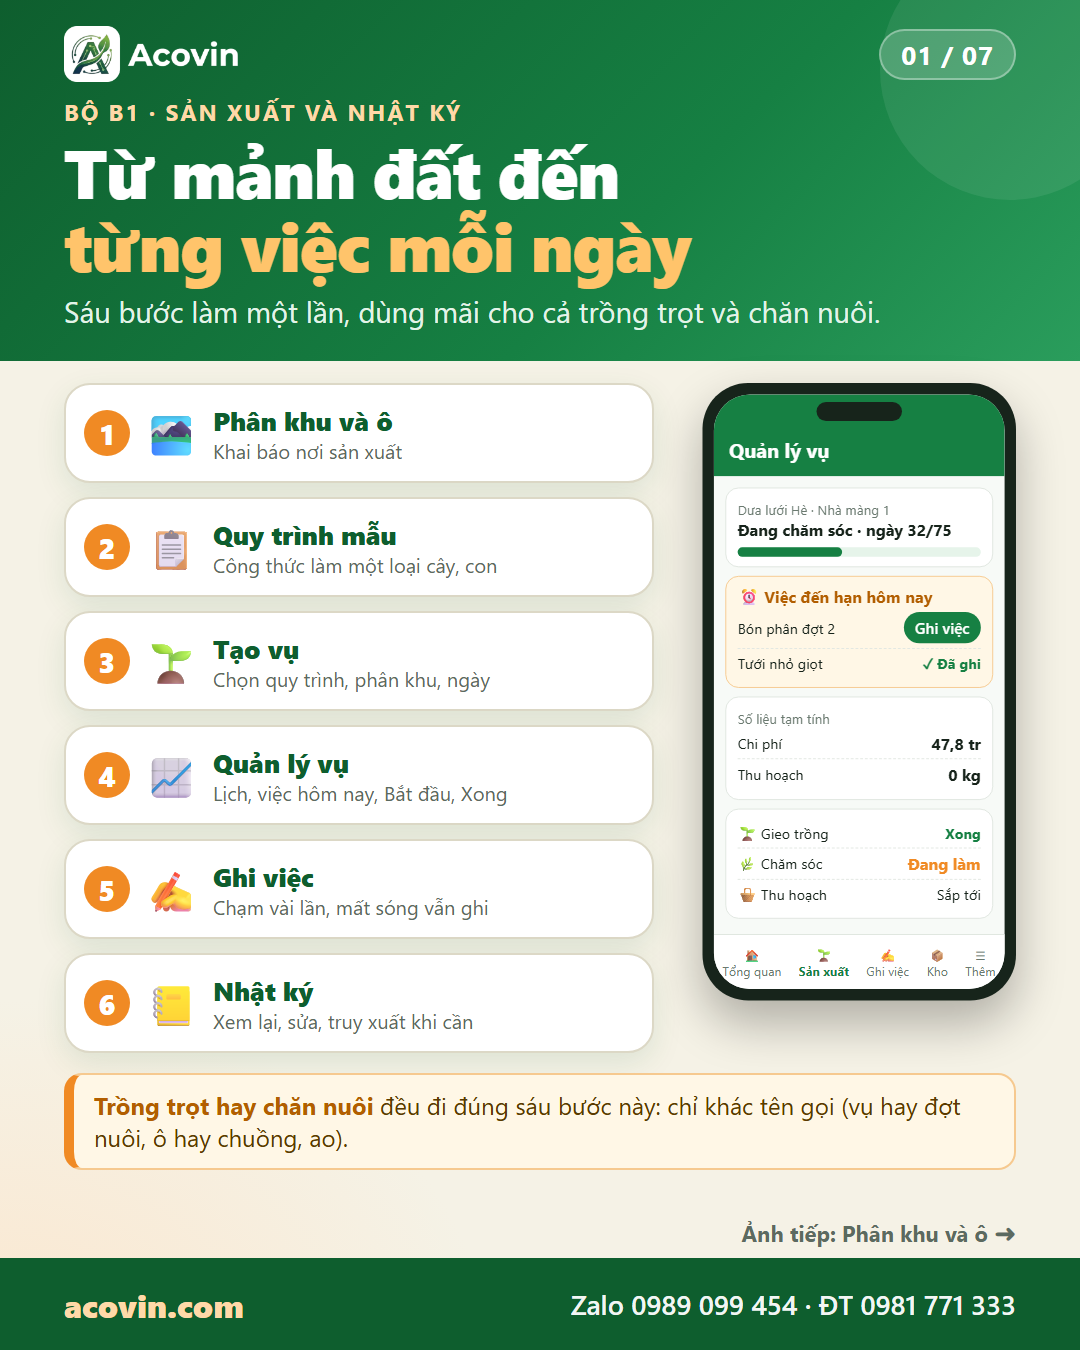 Acovin
01 / 07
BỘ B1 · SẢN XUẤT VÀ NHẬT KÝ
Từ mảnh đất đến
từng việc mỗi ngày
Sáu bước làm một lần, dùng mãi cho cả trồng trọt và chăn nuôi.
1
Phân khu và ô
Khai báo nơi sản xuất
2
Quy trình mẫu
Công thức làm một loại cây, con
3
Tạo vụ
Chọn quy trình, phân khu, ngày
4
Quản lý vụ
Lịch, việc hôm nay, Bắt đầu, Xong
5
Ghi việc
Chạm vài lần, mất sóng vẫn ghi
6
Nhật ký
Xem lại, sửa, truy xuất khi cần
Quản lý vụ
Dưa lưới Hè · Nhà màng 1
Đang chăm sóc · ngày 32/75
Việc đến hạn hôm nay
Bón phân đợt 2 Ghi việc
Tưới nhỏ giọt ✓ Đã ghi
Số liệu tạm tính
Chi phí 47,8 tr
Thu hoạch 0 kg
Gieo trồng Xong
Chăm sóc Đang làm
Thu hoạch Sắp tới
Tổng quan Sản xuất Ghi việc Kho Thêm
Trồng trọt hay chăn nuôi đều đi đúng sáu bước này: chỉ khác tên gọi (vụ hay đợt
nuôi, ô hay chuồng, ao).
Ảnh tiếp: Phân khu và ô ➜
acovin.com
Zalo 0989 099 454 · ĐT 0981 771 333